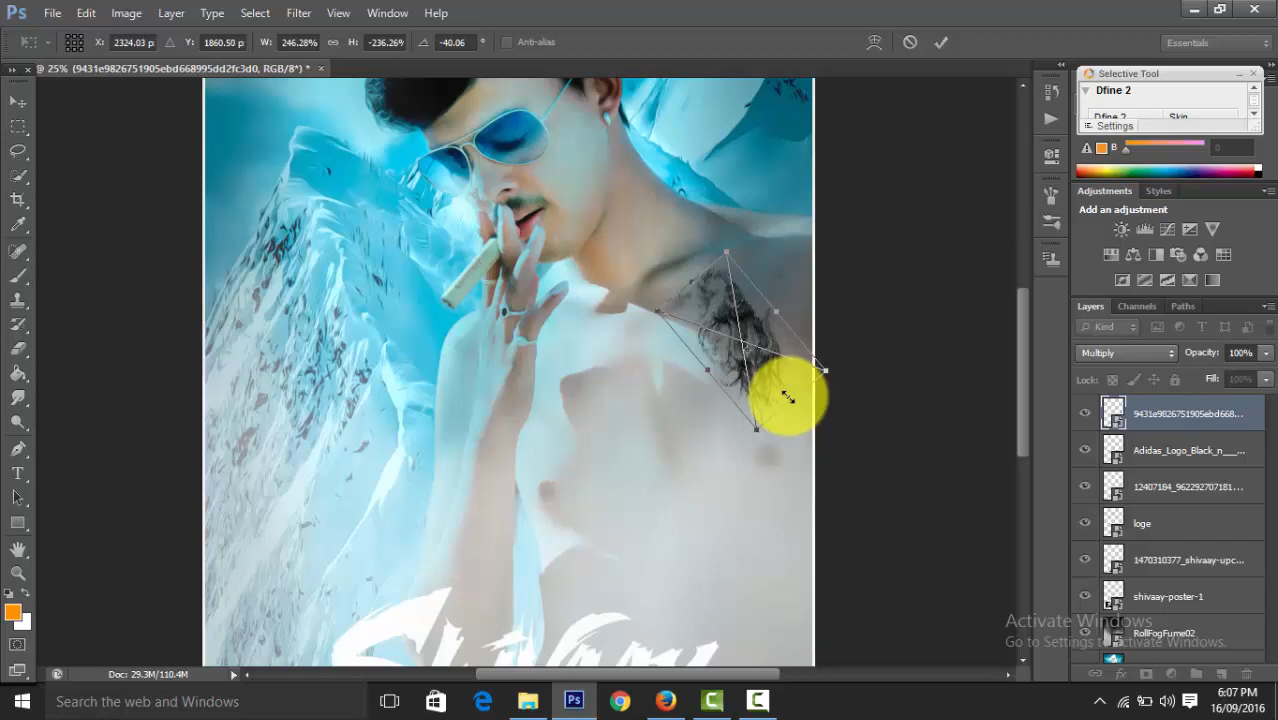 Ps File Edit Image Layer Type Select Filter 3D View Window Help
X: 2324.03 p Y: 1860.50 p W: 246.28% H: -236.26% -40.06 ° Anti-alias Essentials
@ 25% (9431e9826751905ebd668995dd2fc3d0, RGB/8*) * ×
Selective Tool
Dfine 2
Dfine 2 Skin
Settings
B 0
Adjustments Styles
Add an adjustment
Layers Channels Paths
Kind
Multiply Opacity: 100%
Lock: Fill: 100%
9431e9826751905ebd668...
Adidas_Logo_Black_n___...
12407184_962292707181...
loge
1470310377_shivaay-upc...
shivaay-poster-1
RollFogFume02
Shivaay
Activate Windows
Go to Settings to Activate Windows.
Doc: 29.3M/110.4M
Search the web and Windows
6:07 PM
16/09/2016